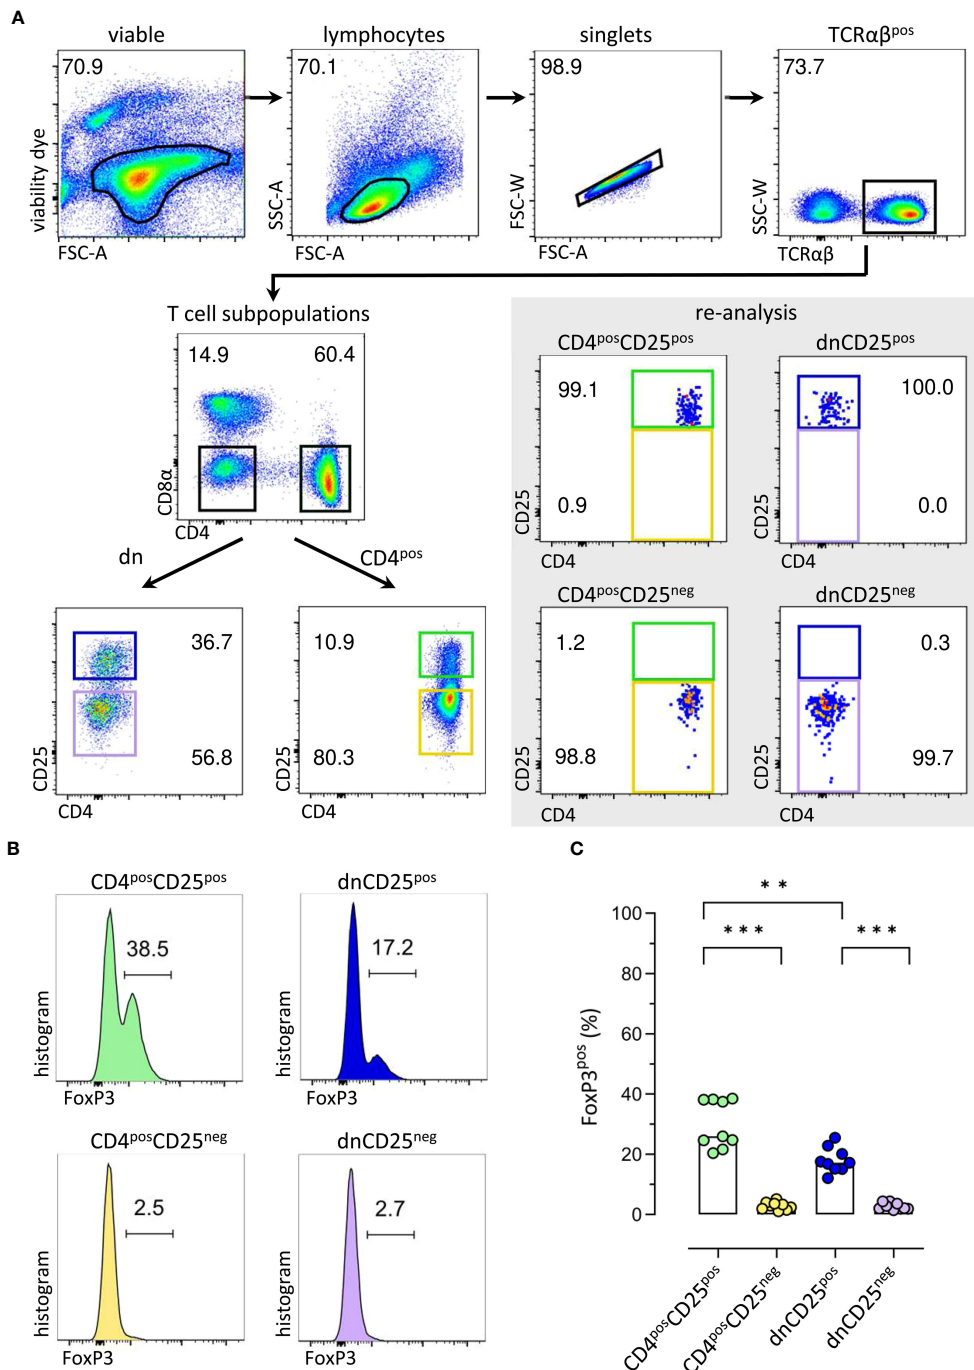 A
viable
lymphocytes
singlets
TCRαβpos
70.9
70.1
98.9
73.7
viability dye
SSC-A
FSC-W
SSC-W
FSC-A
FSC-A
FSC-A
TCRαβ
T cell subpopulations
14.9
60.4
CD8α
CD4
dn
CD4pos
36.7
56.8
CD25
CD4
10.9
80.3
CD25
CD4
re-analysis
CD4posCD25pos
99.1
0.9
CD25
CD4
dnCD25pos
100.0
0.0
CD25
CD4
CD4posCD25neg
1.2
98.8
CD25
CD4
dnCD25neg
0.3
99.7
CD25
CD4
B
CD4posCD25pos
38.5
histogram
FoxP3
dnCD25pos
17.2
histogram
FoxP3
CD4posCD25neg
2.5
histogram
FoxP3
dnCD25neg
2.7
histogram
FoxP3
C
**
***
***
100
80
60
40
20
0
FoxP3pos (%)
CD4posCD25pos
CD4posCD25neg
dnCD25pos
dnCD25neg